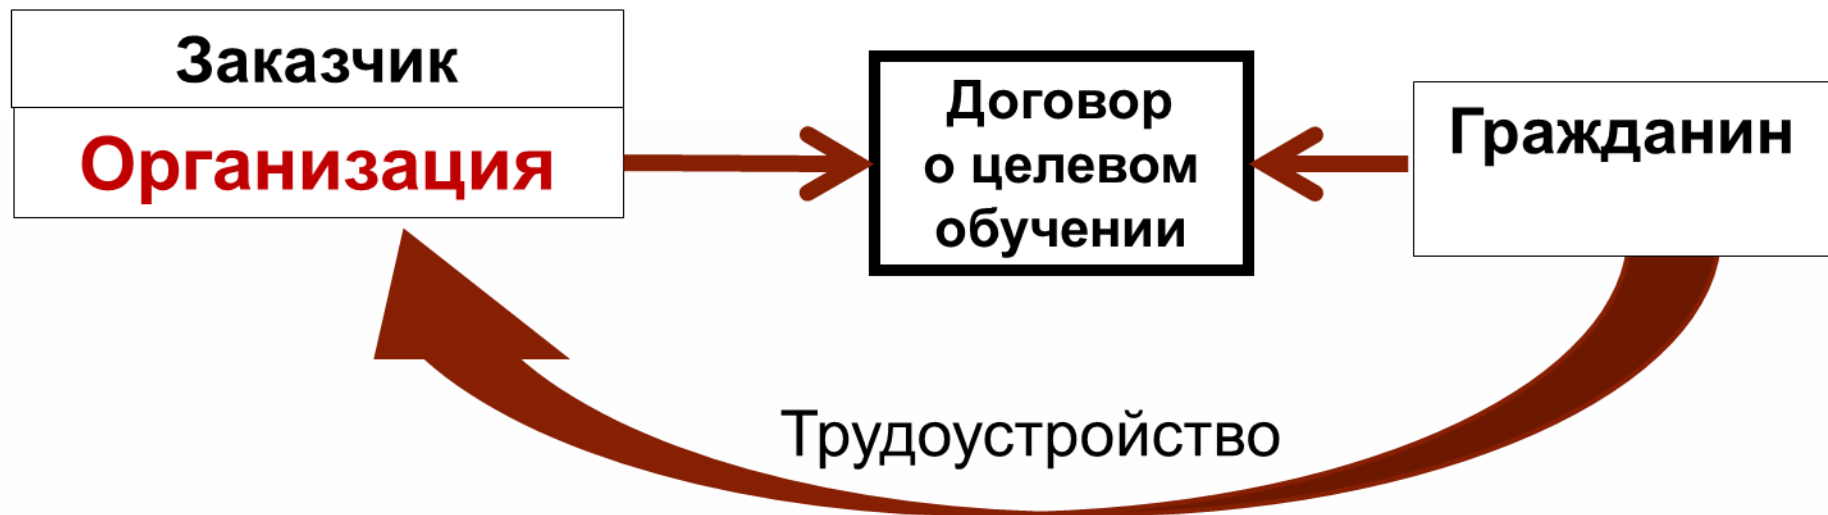 Заказчик
Организация
Договор
о целевом
обучении
Гражданин
Трудоустройство